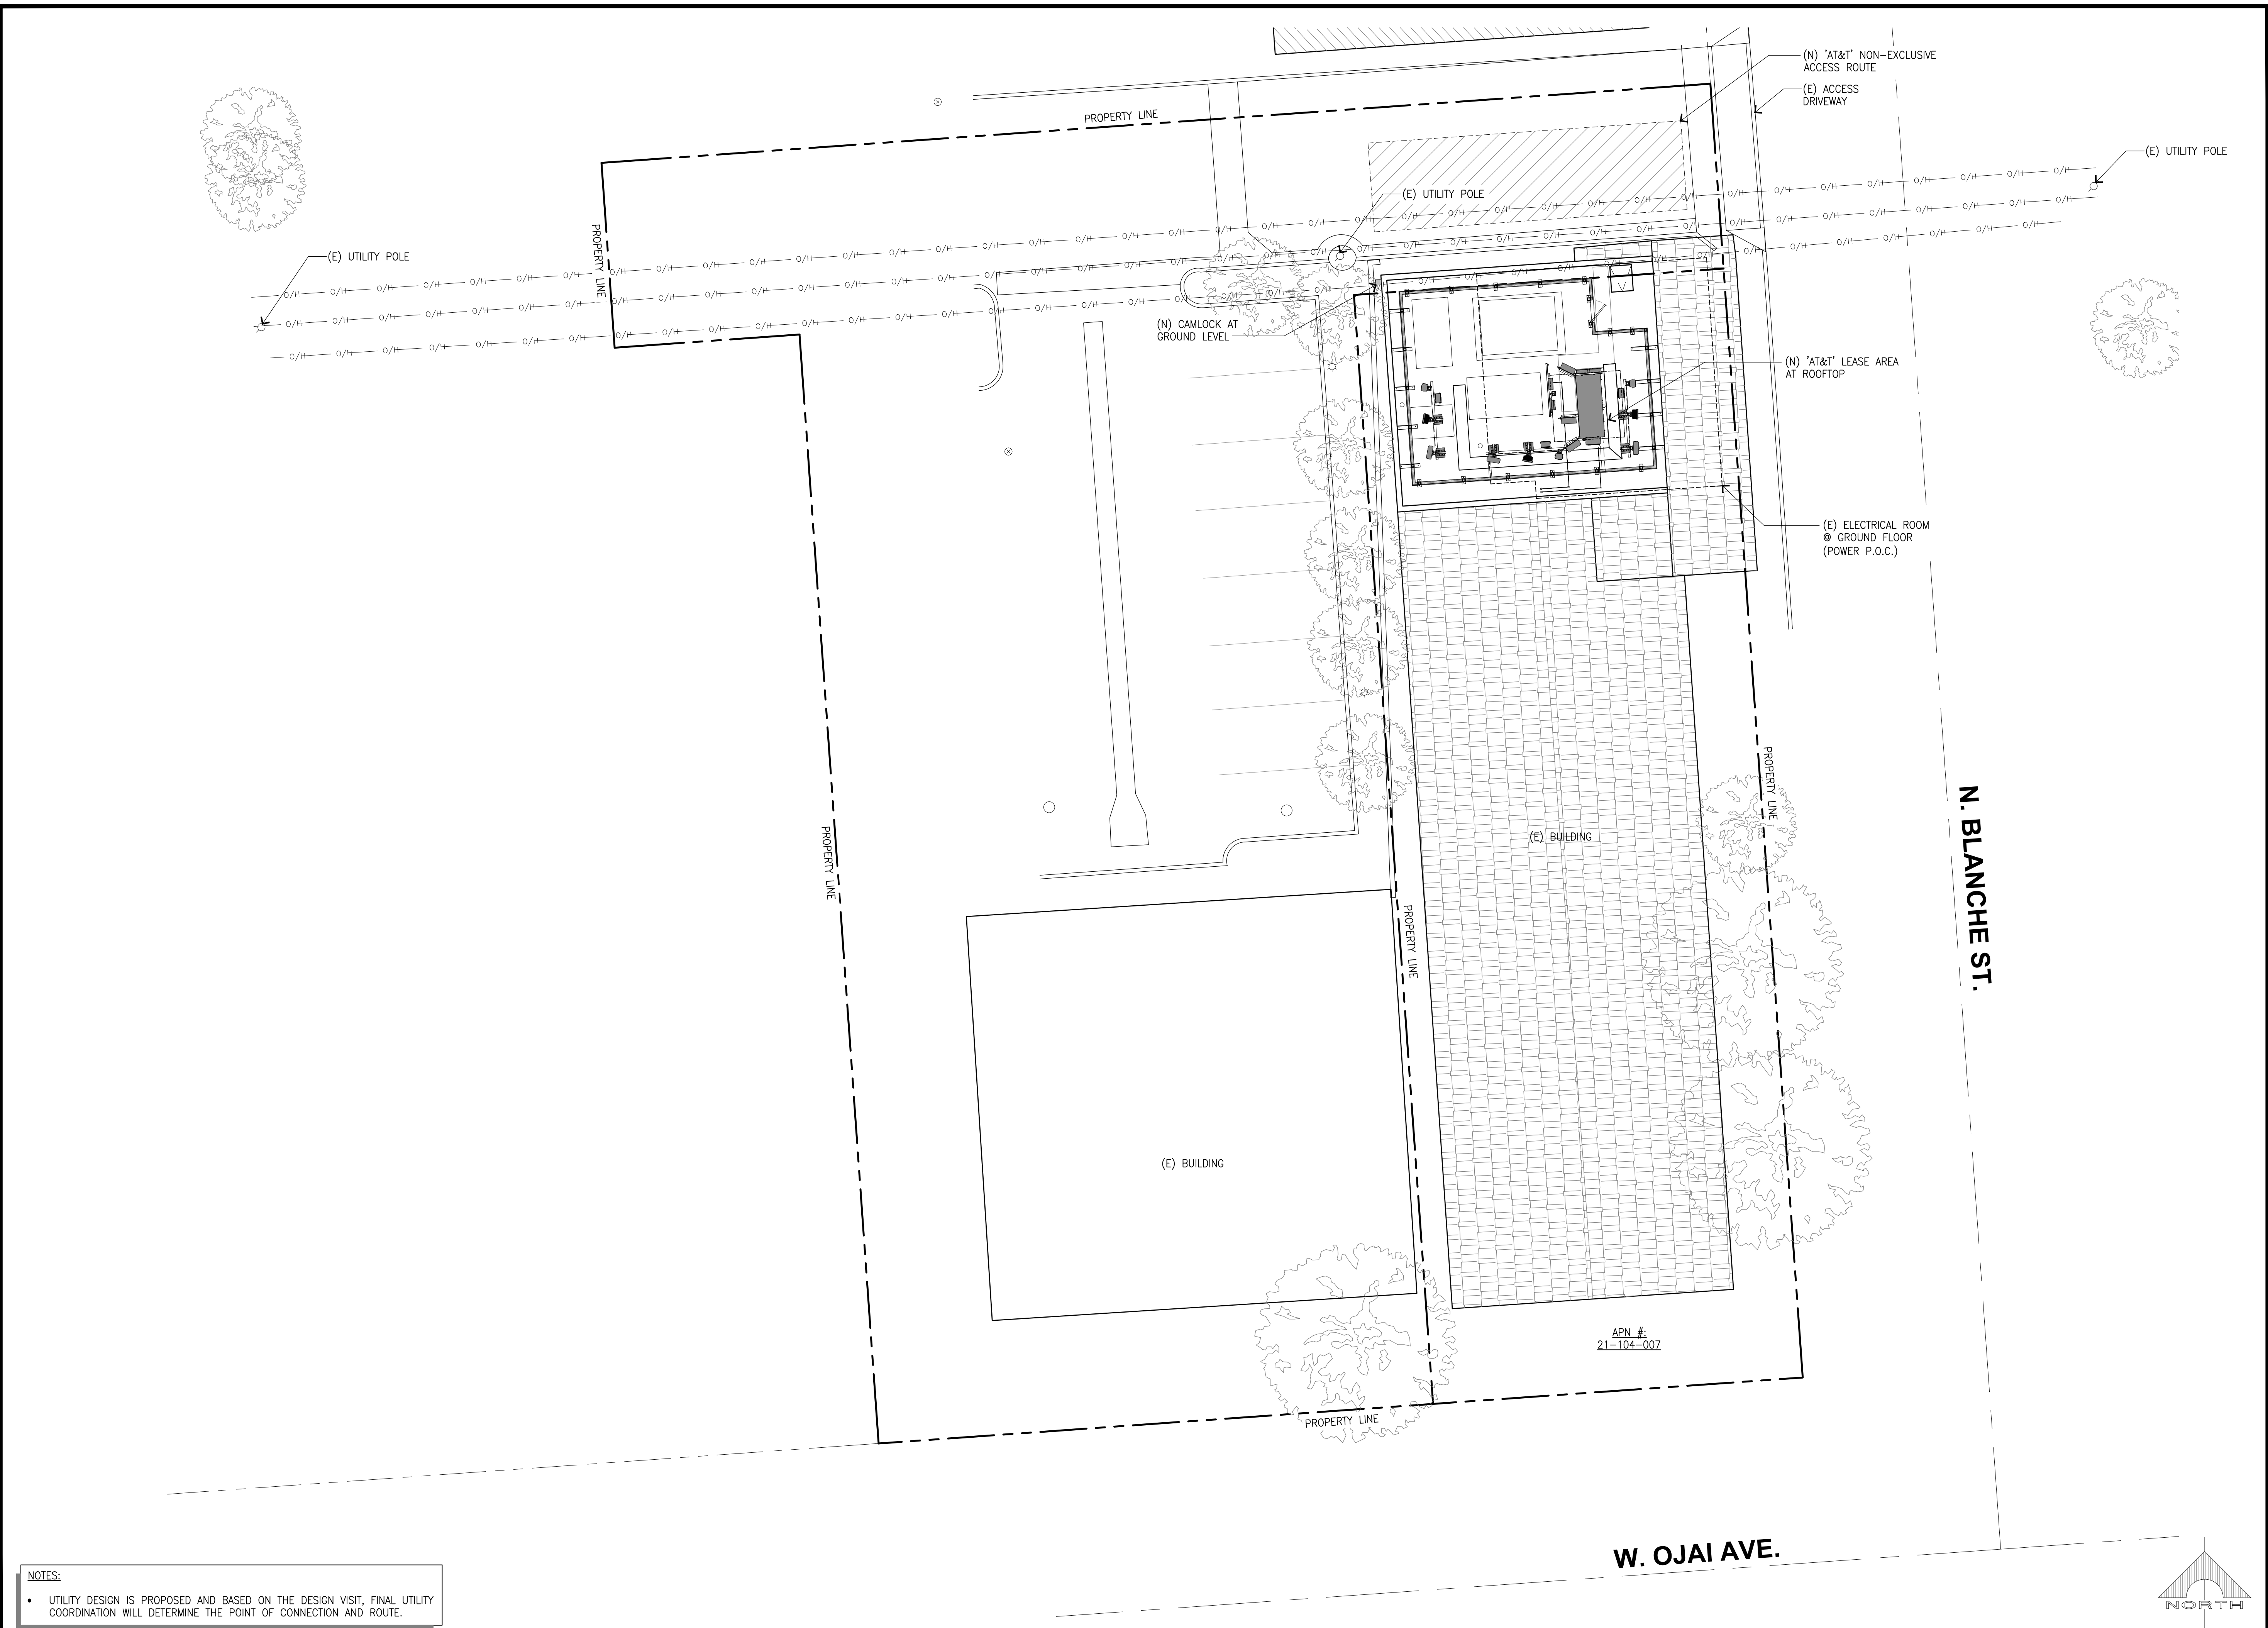 (N) 'AT&T' NON-EXCLUSIVE
ACCESS ROUTE
(E) ACCESS
DRIVEWAY
PROPERTY LINE
(E) UTILITY POLE
(E) UTILITY POLE
PROPERTY LINE
(E) UTILITY POLE
(N) CAMLOCK AT
GROUND LEVEL
(N) 'AT&T' LEASE AREA
AT ROOFTOP
(E) ELECTRICAL ROOM
@ GROUND FLOOR
(POWER P.O.C.)
PROPERTY LINE
N. BLANCHE ST.
(E) BUILDING
PROPERTY LINE
PROPERTY LINE
(E) BUILDING
APN #:
21-104-007
PROPERTY LINE
W. OJAI AVE.
NOTES:
• UTILITY DESIGN IS PROPOSED AND BASED ON THE DESIGN VISIT, FINAL UTILITY
COORDINATION WILL DETERMINE THE POINT OF CONNECTION AND ROUTE.
NORTH